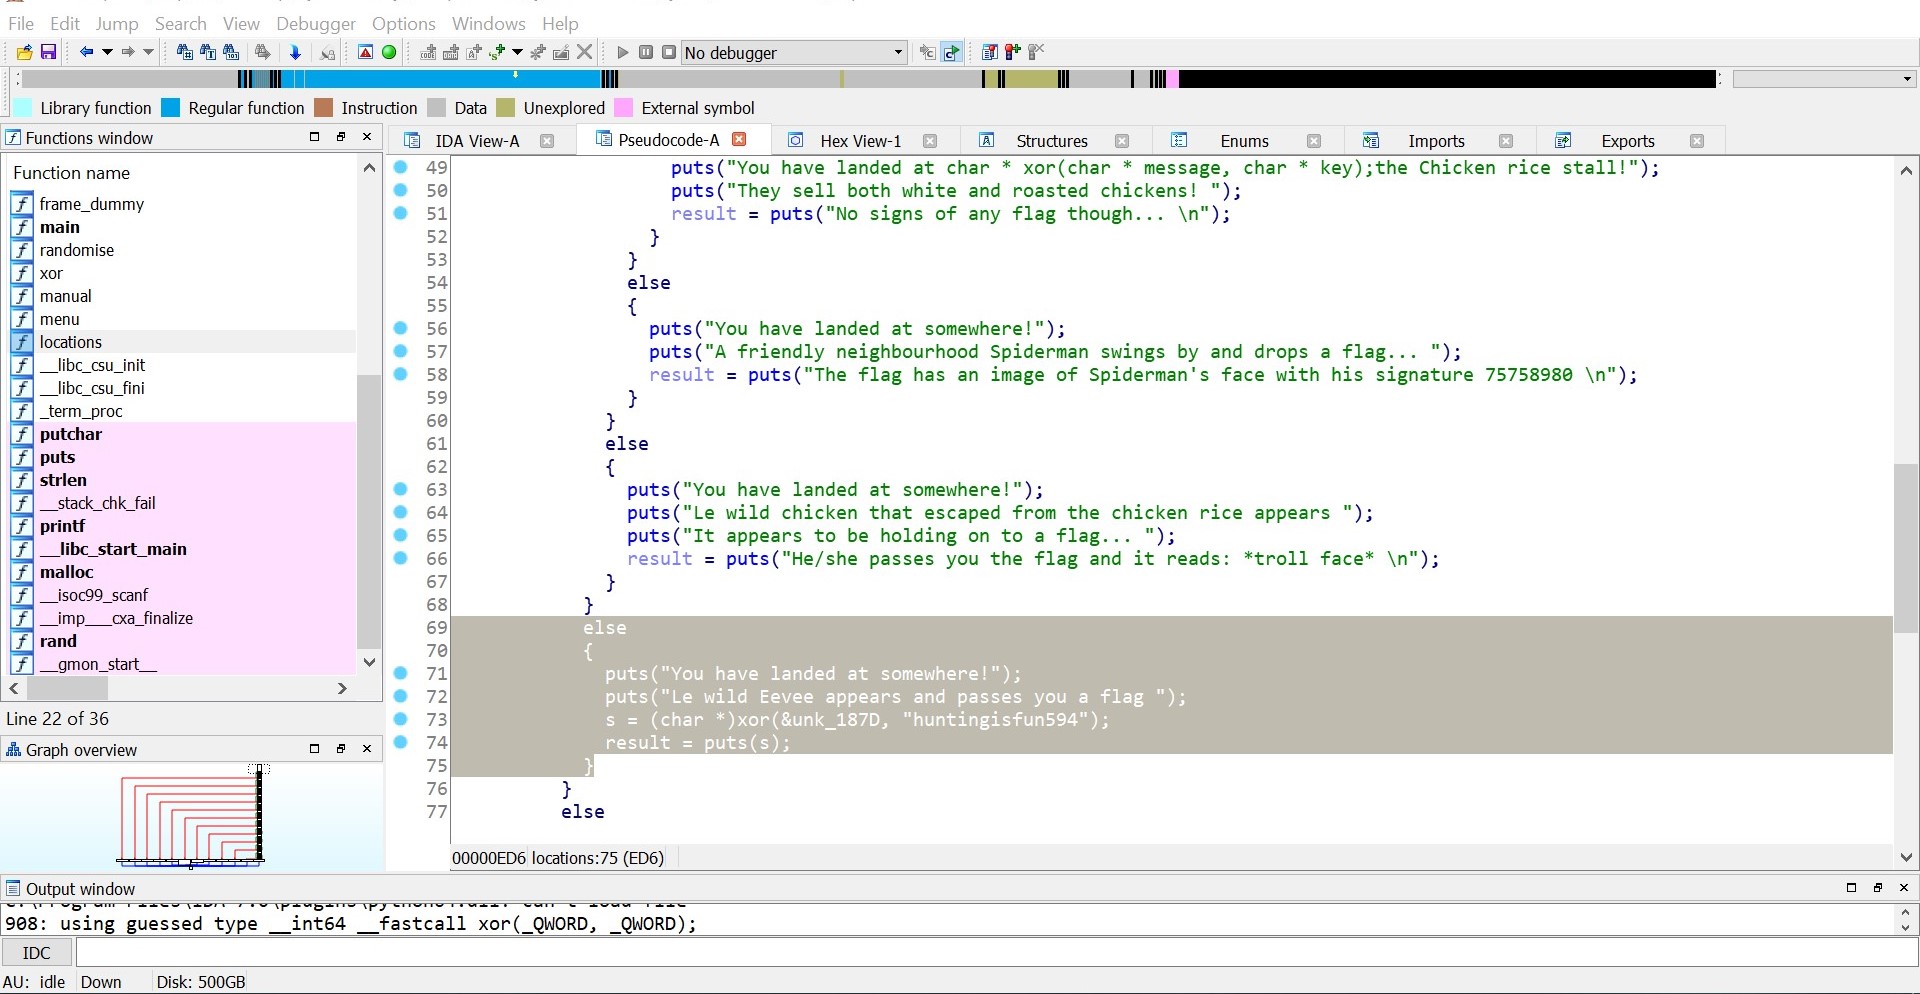 File Edit Jump Search View Debugger Options Windows Help
No debugger
Library function Regular function Instruction Data Unexplored External symbol
Functions window
IDA View-A Pseudocode-A Hex View-1 Structures Enums Imports Exports
Function name
frame_dummy
main
randomise
xor
manual
menu
locations
__libc_csu_init
__libc_csu_fini
_term_proc
putchar
puts
strlen
__stack_chk_fail
printf
__libc_start_main
malloc
__isoc99_scanf
__imp___cxa_finalize
rand
__gmon_start__
Line 22 of 36
Graph overview
49 puts("You have landed at char * xor(char * message, char * key);the Chicken rice stall!");
50 puts("They sell both white and roasted chickens! ");
51 result = puts("No signs of any flag though... \n");
52 }
53 }
54 else
55 {
56 puts("You have landed at somewhere!");
57 puts("A friendly neighbourhood Spiderman swings by and drops a flag... ");
58 result = puts("The flag has an image of Spiderman's face with his signature 75758980 \n");
59 }
60 }
61 else
62 {
63 puts("You have landed at somewhere!");
64 puts("Le wild chicken that escaped from the chicken rice appears ");
65 puts("It appears to be holding on to a flag... ");
66 result = puts("He/she passes you the flag and it reads: *troll face* \n");
67 }
68 }
69 else
70 {
71 puts("You have landed at somewhere!");
72 puts("Le wild Eevee appears and passes you a flag ");
73 s = (char *)xor(&unk_187D, "huntingisfun594");
74 result = puts(s);
75 }
76 }
77 else
00000ED6 locations:75 (ED6)
Output window
908: using guessed type __int64 __fastcall xor(_QWORD, _QWORD);
IDC
AU: idle Down Disk: 500GB